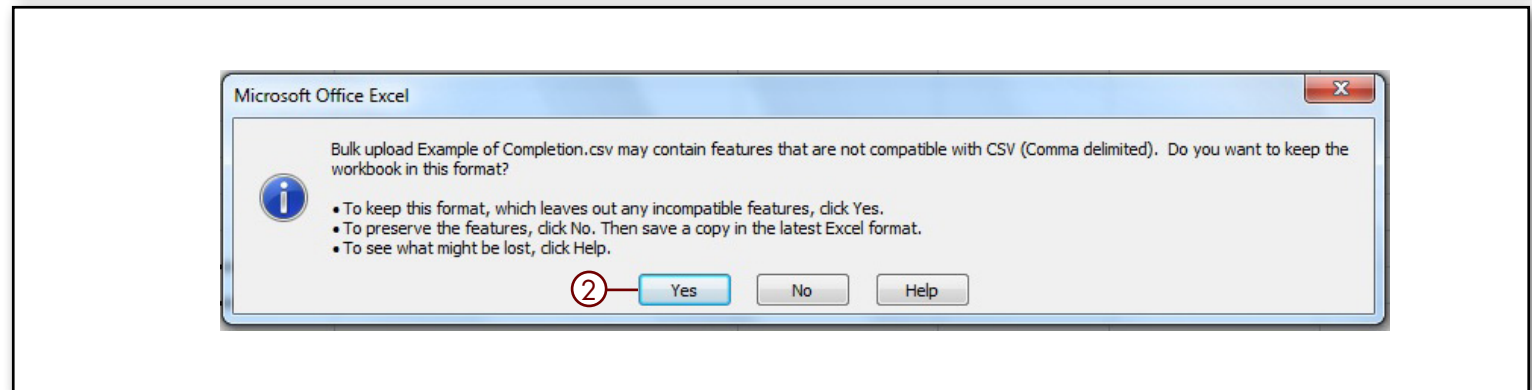 Microsoft Office Excel
X
Bulk upload Example of Completion.csv may contain features that are not compatible with CSV (Comma delimited).  Do you want to keep the
workbook in this format?
• To keep this format, which leaves out any incompatible features, click Yes.
• To preserve the features, click No. Then save a copy in the latest Excel format.
• To see what might be lost, click Help.
2 Yes No Help